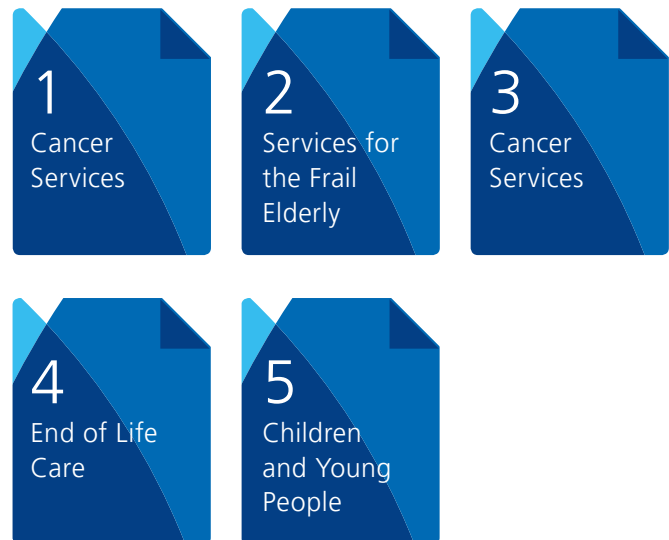 1
Cancer
Services
2
Services for
the Frail
Elderly
3
Cancer
Services
4
End of Life
Care
5
Children
and Young
People